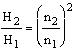 H₂/H₁ = (n₂/n₁)²